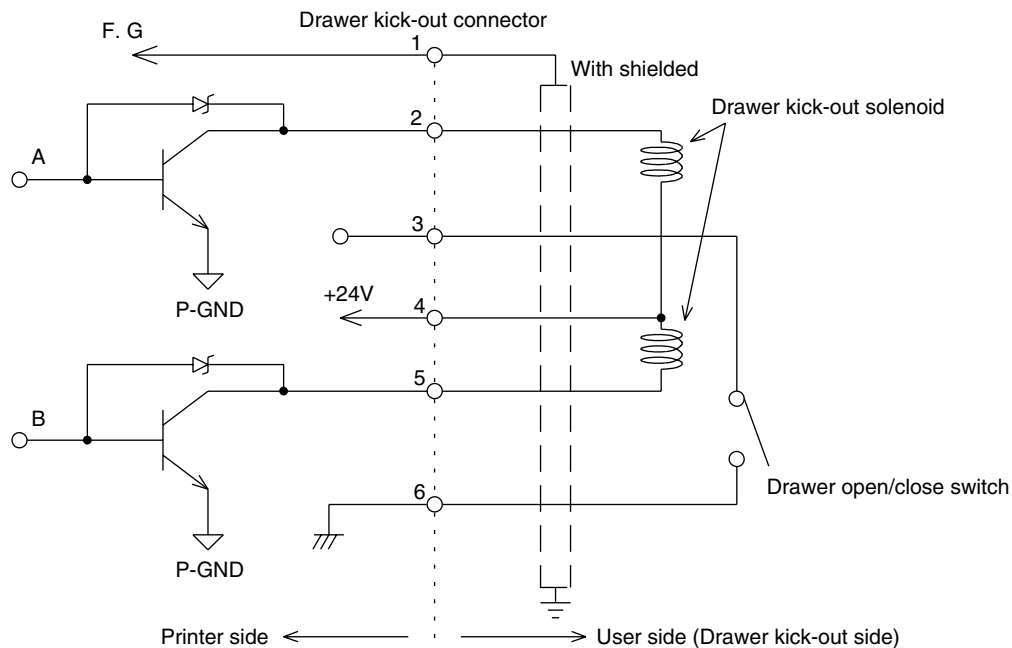 Drawer kick-out connector
F. G
1
With shielded
Drawer kick-out solenoid
2
A
3
P-GND
+24V
4
5
B
6
Drawer open/close switch
P-GND
Printer side
User side (Drawer kick-out side)